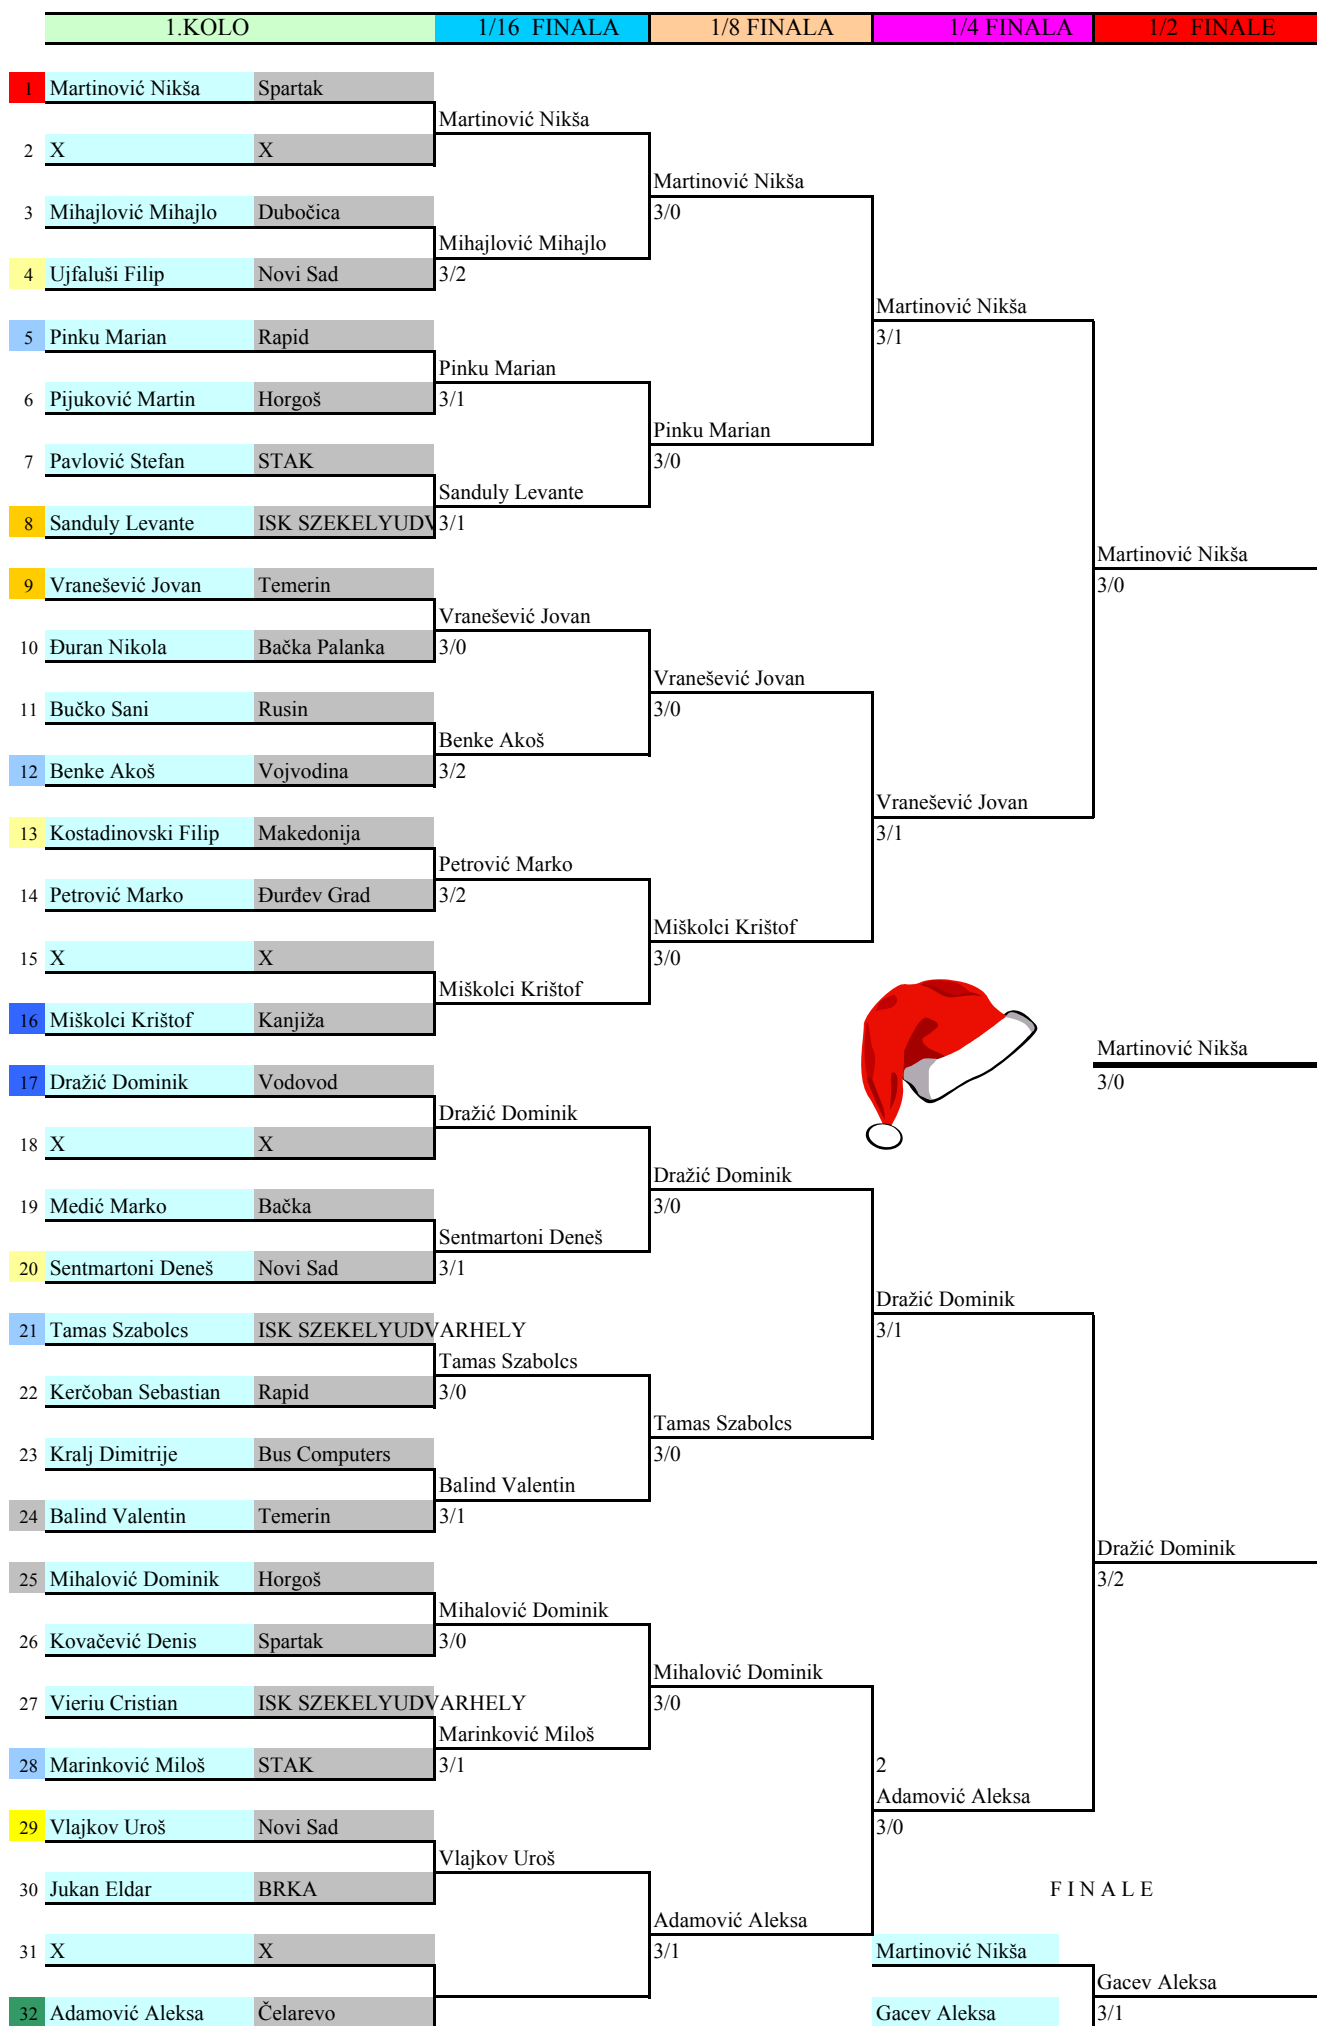 1.KOLO 1/16 FINALA 1/8 FINALA 1/4 FINALA 1/2 FINALE
1 Martinović Nikša Spartak
Martinović Nikša
2 X X
Martinović Nikša
3 Mihajlović Mihajlo Dubočica 3/0
Mihajlović Mihajlo
4 Ujfaluši Filip Novi Sad 3/2
Martinović Nikša
5 Pinku Marian Rapid 3/1
Pinku Marian
6 Pijuković Martin Horgoš 3/1
Pinku Marian
7 Pavlović Stefan STAK 3/0
Sanduly Levante
8 Sanduly Levante ISK SZEKELYUDV 3/1
Martinović Nikša
9 Vranešević Jovan Temerin 3/0
Vranešević Jovan
10 Đuran Nikola Bačka Palanka 3/0
Vranešević Jovan
11 Bučko Sani Rusin 3/0
Benke Akoš
12 Benke Akoš Vojvodina 3/2
Vranešević Jovan
13 Kostadinovski Filip Makedonija 3/1
Petrović Marko
14 Petrović Marko Đurđev Grad 3/2
Miškolci Krištof
15 X X 3/0
Miškolci Krištof
16 Miškolci Krištof Kanjiža
Martinović Nikša
17 Dražić Dominik Vodovod 3/0
Dražić Dominik
18 X X
Dražić Dominik
19 Medić Marko Bačka 3/0
Sentmartoni Deneš
20 Sentmartoni Deneš Novi Sad 3/1
Dražić Dominik
21 Tamas Szabolcs ISK SZEKELYUDVARHELY 3/1
Tamas Szabolcs
22 Kerčoban Sebastian Rapid 3/0
Tamas Szabolcs
23 Kralj Dimitrije Bus Computers 3/0
Balind Valentin
24 Balind Valentin Temerin 3/1
Dražić Dominik
25 Mihalović Dominik Horgoš 3/2
Mihalović Dominik
26 Kovačević Denis Spartak 3/0
Mihalović Dominik
27 Vieriu Cristian ISK SZEKELYUDVARHELY 3/0
Marinković Miloš
28 Marinković Miloš STAK 3/1 2
Adamović Aleksa
29 Vlajkov Uroš Novi Sad 3/0
Vlajkov Uroš
30 Jukan Eldar BRKA F I N A L E
Adamović Aleksa
31 X X 3/1 Martinović Nikša
Gacev Aleksa
32 Adamović Aleksa Čelarevo Gacev Aleksa 3/1